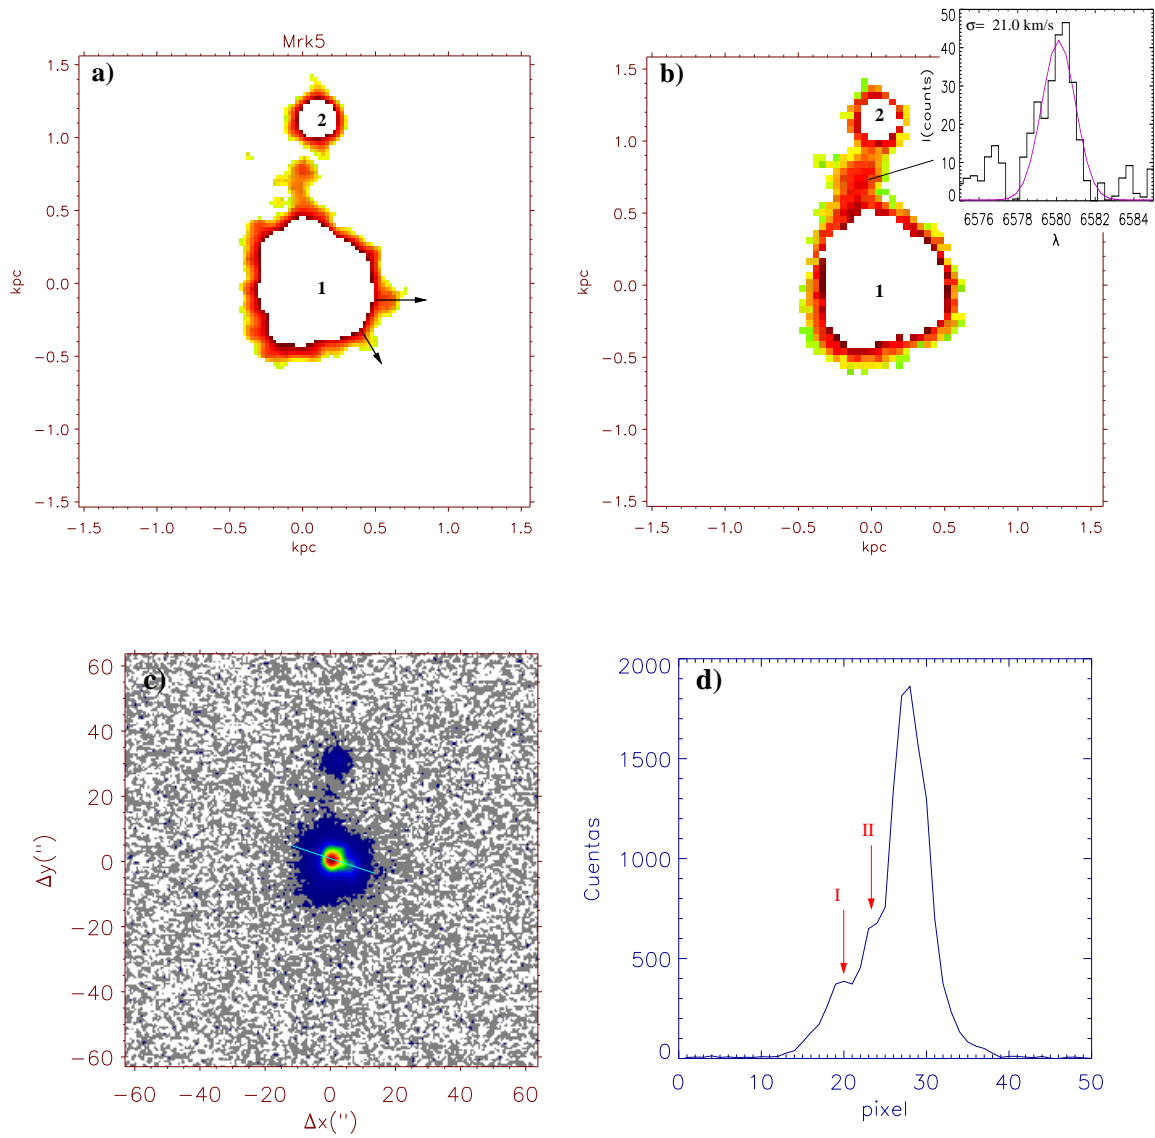 Mrk5
a)
1.5
1.0
0.5
0.0
−0.5
−1.0
−1.5
kpc
2
1
−1.5 −1.0 −0.5 0.0 0.5 1.0 1.5
kpc
b)
1.5
1.0
0.5
0.0
−0.5
−1.0
−1.5
kpc
2
1
−1.5 −1.0 −0.5 0.0 0.5 1.0 1.5
kpc
σ= 21.0 km/s
50
40
30
20
10
0
I(counts)
6576 6578 6580 6582 6584
λ
c)
60
40
20
0
−20
−40
−60
Δy('')
−60 −40 −20 0 20 40 60
Δx('')
d)
2000
1500
1000
500
0
Cuentas
I
II
0 10 20 30 40 50
pixel